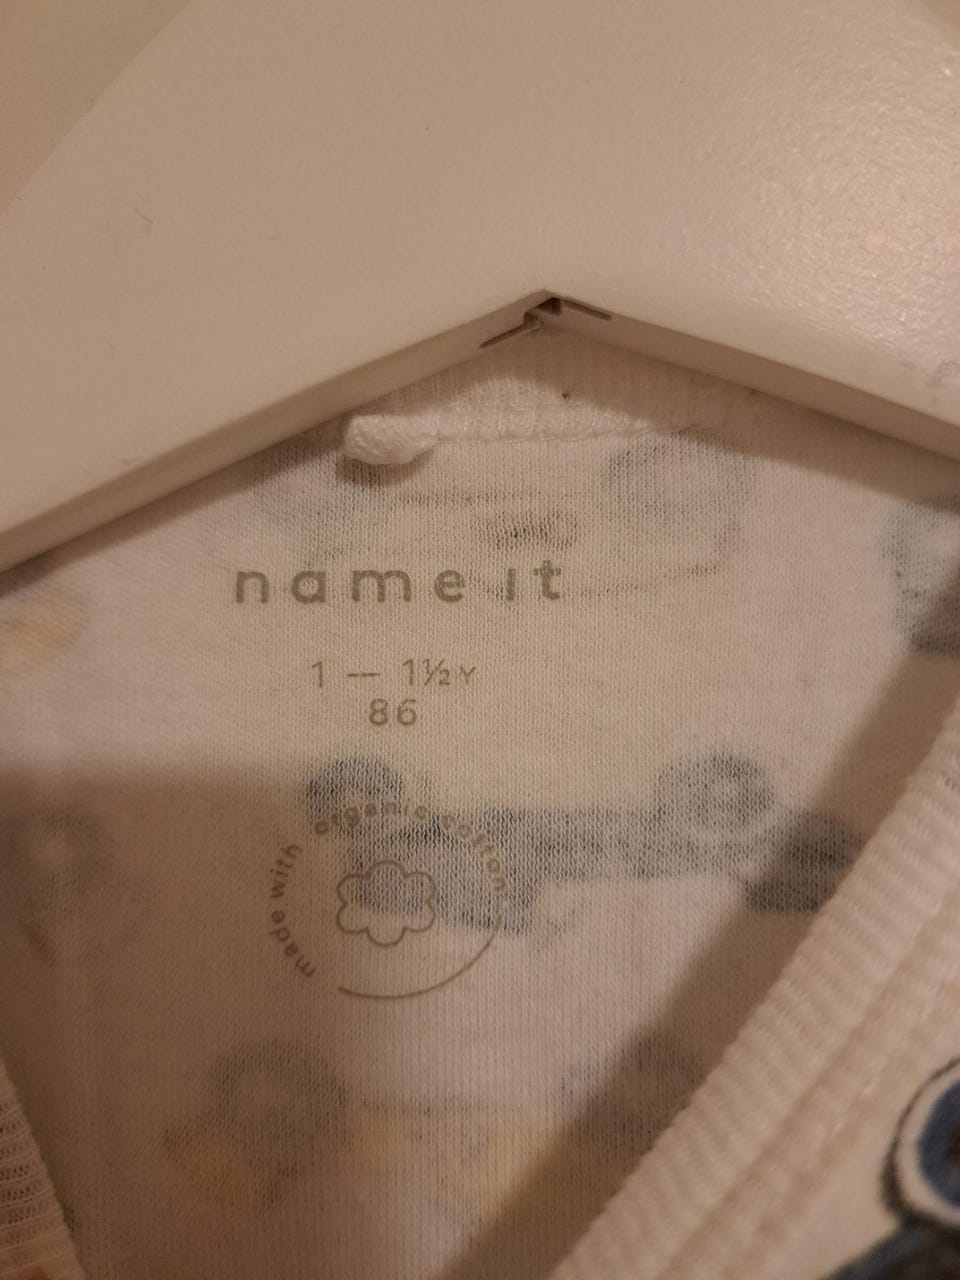 name it
1 — 1½Y
86
made with organic cotton